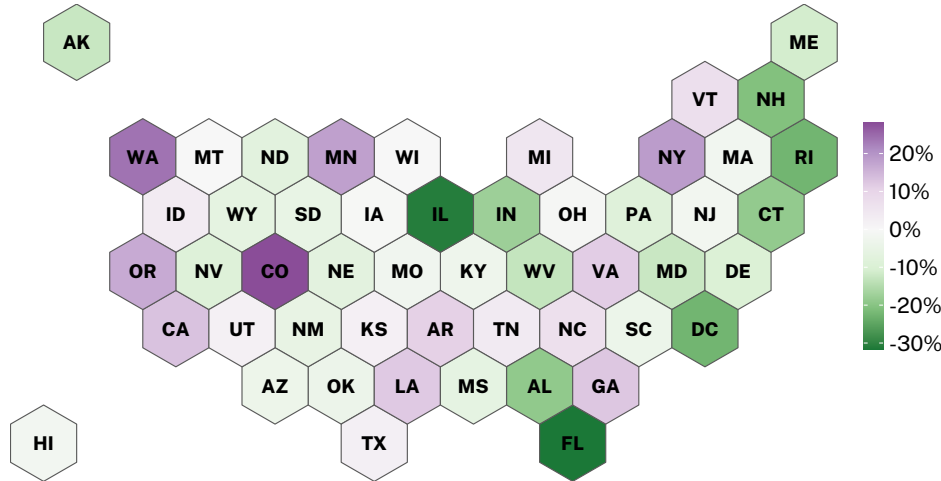 AK ME
VT NH
WA MT ND MN WI MI NY MA RI
ID WY SD IA IL IN OH PA NJ CT
OR NV CO NE MO KY WV VA MD DE
CA UT NM KS AR TN NC SC DC
AZ OK LA MS AL GA
HI TX FL
20%
10%
0%
-10%
-20%
-30%